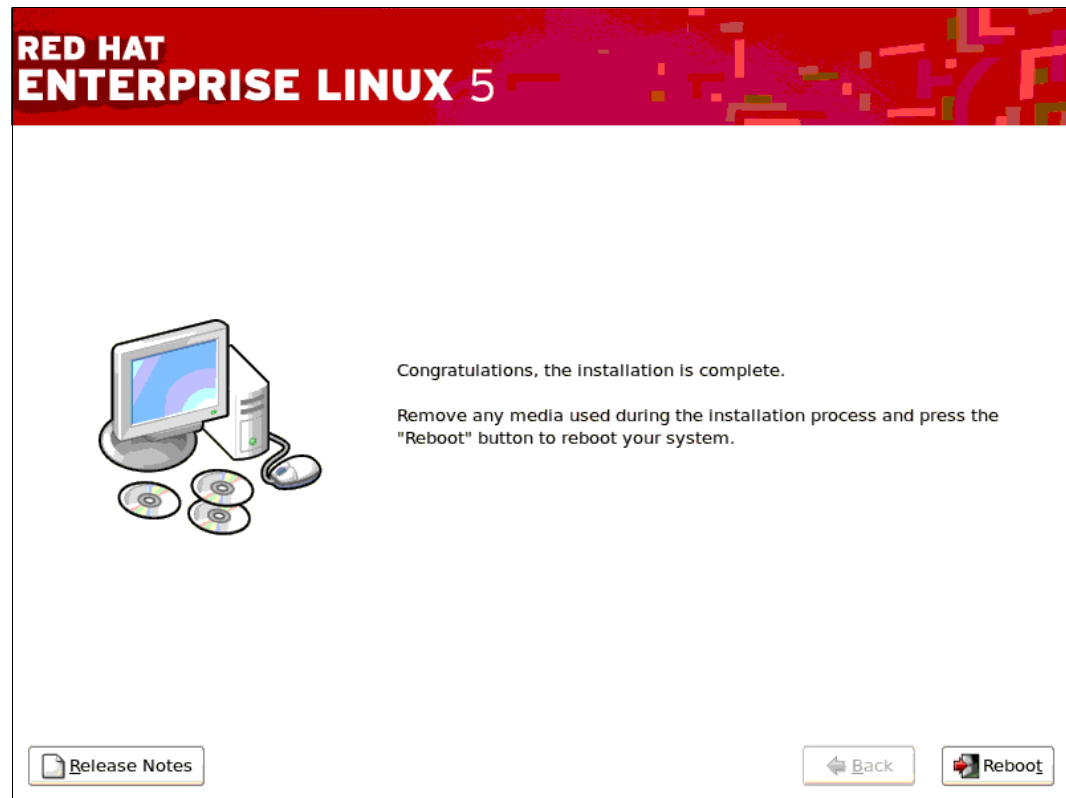 RED HAT
ENTERPRISE LINUX 5
Congratulations, the installation is complete.
Remove any media used during the installation process and press the
"Reboot" button to reboot your system.
Release Notes
Back
Reboot